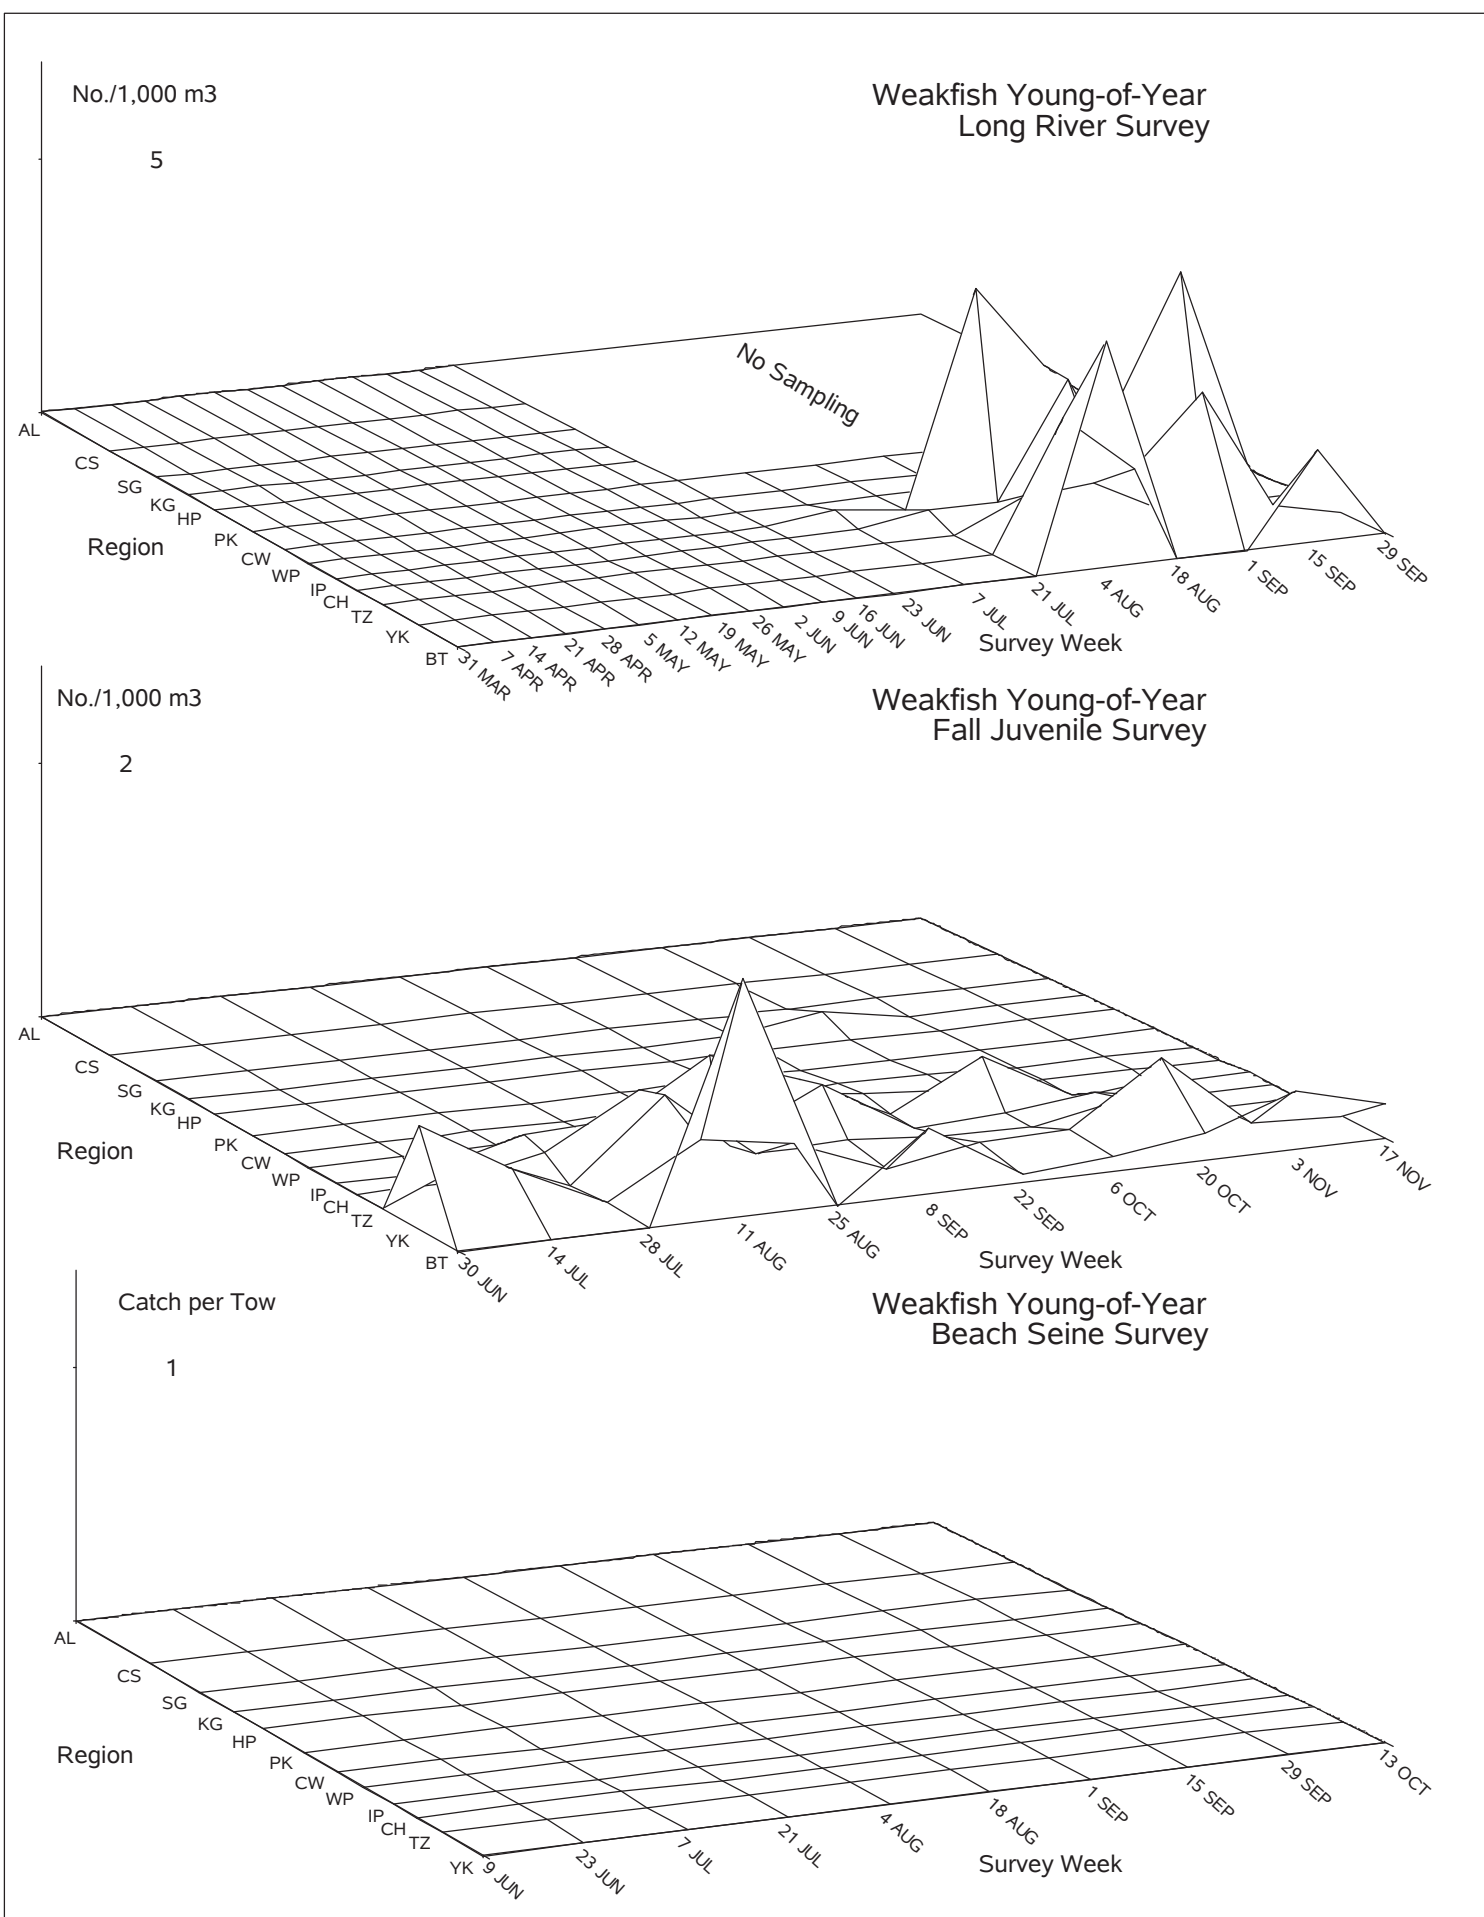 No./1,000 m3
Weakfish Young-of-Year
Long River Survey
5
No Sampling
AL
CS
SG
KG
HP
PK
CW
WP
IP
CH
TZ
YK
BT
Region
31 MAR
7 APR
14 APR
21 APR
28 APR
5 MAY
12 MAY
19 MAY
26 MAY
2 JUN
9 JUN
16 JUN
23 JUN
7 JUL
21 JUL
4 AUG
18 AUG
1 SEP
15 SEP
29 SEP
Survey Week
No./1,000 m3
Weakfish Young-of-Year
Fall Juvenile Survey
2
AL
CS
SG
KG
HP
PK
CW
WP
IP
CH
TZ
YK
BT
Region
30 JUN
14 JUL
28 JUL
11 AUG
25 AUG
8 SEP
22 SEP
6 OCT
20 OCT
3 NOV
17 NOV
Survey Week
Catch per Tow
Weakfish Young-of-Year
Beach Seine Survey
1
AL
CS
SG
KG
HP
PK
CW
WP
IP
CH
TZ
YK
Region
9 JUN
23 JUN
7 JUL
21 JUL
4 AUG
18 AUG
1 SEP
15 SEP
29 SEP
13 OCT
Survey Week